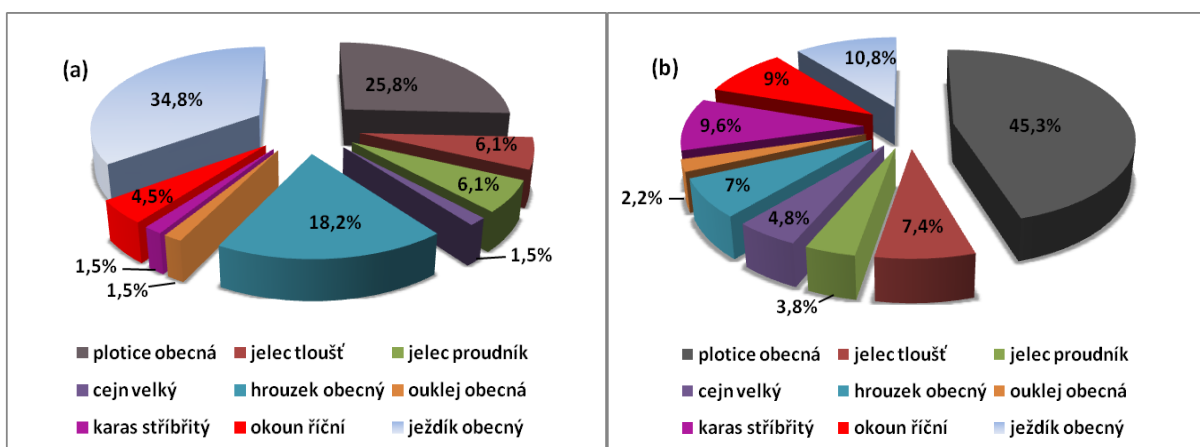 (a)
34,8%
25,8%
6,1%
6,1%
4,5%
18,2%
1,5%
1,5%
1,5%
plotice obecná jelec tloušť jelec proudník
cejn velký hrouzek obecný ouklej obecná
karas stříbřitý okoun říční ježdík obecný
(b)
10,8%
9%
45,3%
9,6%
7%
2,2%
4,8%
7,4%
3,8%
plotice obecná jelec tloušť jelec proudník
cejn velký hrouzek obecný ouklej obecná
karas stříbřitý okoun říční ježdík obecný